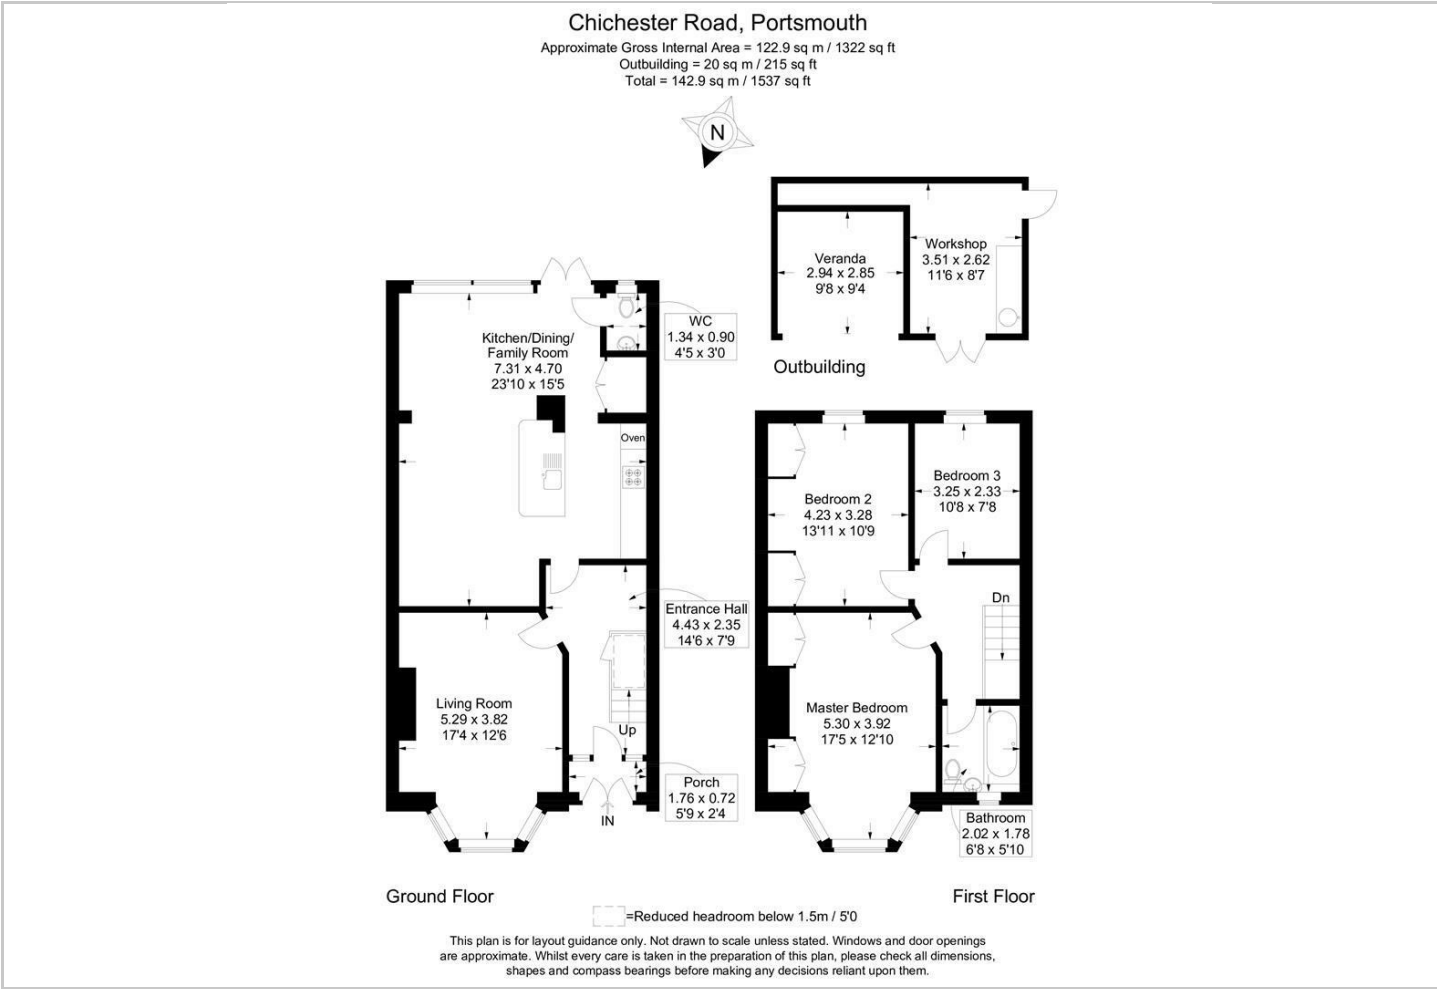 Chichester Road, Portsmouth
Approximate Gross Internal Area = 122.9 sq m / 1322 sq ft
Outbuilding = 20 sq m / 215 sq ft
Total = 142.9 sq m / 1537 sq ft
N
Workshop
3.51 x 2.62
11'6 x 8'7
Veranda
2.94 x 2.85
9'8 x 9'4
Outbuilding
Kitchen/Dining/
Family Room
7.31 x 4.70
23'10 x 15'5
WC
1.34 x 0.90
4'5 x 3'0
Oven
Entrance Hall
4.43 x 2.35
14'6 x 7'9
Living Room
5.29 x 3.82
17'4 x 12'6
Up
Porch
1.76 x 0.72
5'9 x 2'4
IN
Ground Floor
Bedroom 2
4.23 x 3.28
13'11 x 10'9
Bedroom 3
3.25 x 2.33
10'8 x 7'8
Dn
Master Bedroom
5.30 x 3.92
17'5 x 12'10
Bathroom
2.02 x 1.78
6'8 x 5'10
First Floor
=Reduced headroom below 1.5m / 5'0
This plan is for layout guidance only. Not drawn to scale unless stated. Windows and door openings
are approximate. Whilst every care is taken in the preparation of this plan, please check all dimensions,
shapes and compass bearings before making any decisions reliant upon them.